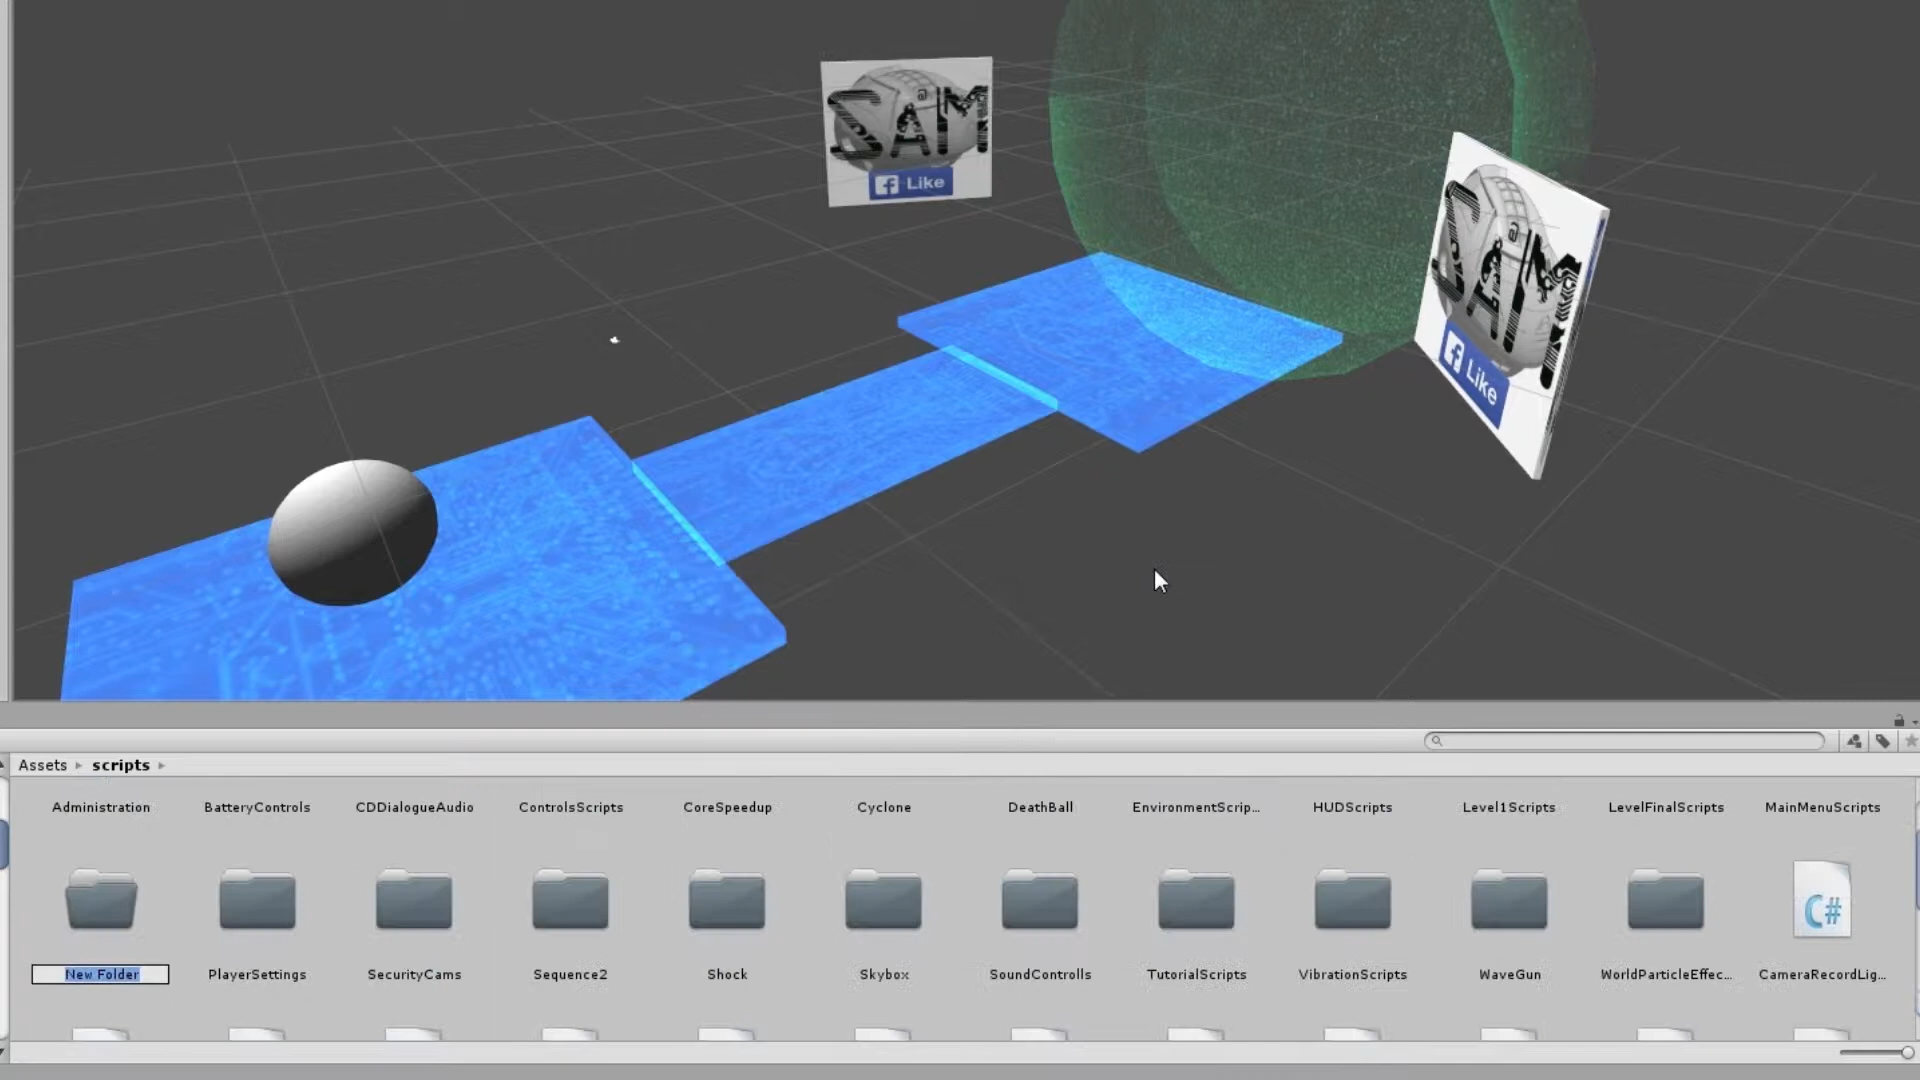 SAM
Like
SAM
Like
Assets scripts
Administration BatteryControls CDDialogueAudio ControlsScripts CoreSpeedup Cyclone DeathBall EnvironmentScrip... HUDScripts Level1Scripts LevelFinalScripts MainMenuScripts
C#
New Folder PlayerSettings SecurityCams Sequence2 Shock Skybox SoundControlls TutorialScripts VibrationScripts WaveGun WorldParticleEffec... CameraRecordLig...